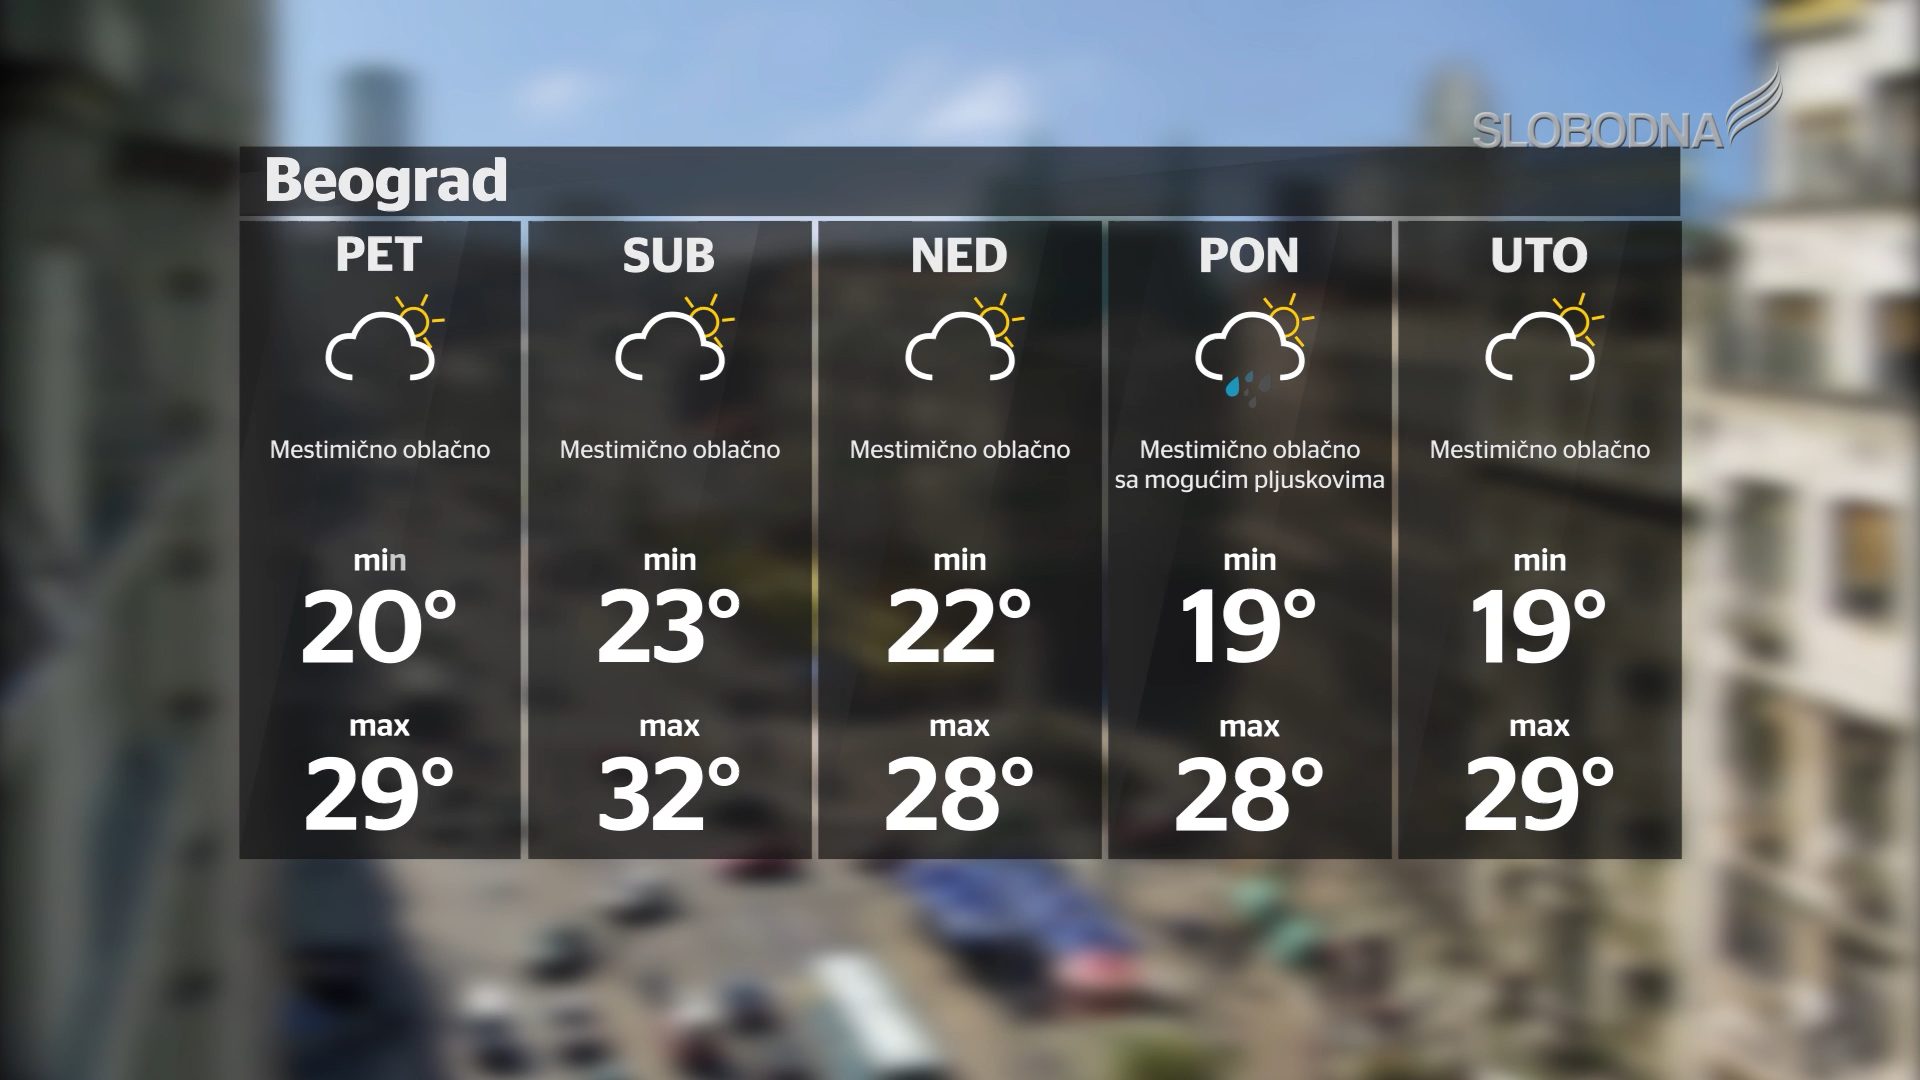 SLOBODNA
Beograd
PET
SUB
NED
PON
UTO
Mestimično oblačno
Mestimično oblačno
Mestimično oblačno
Mestimično oblačno
sa mogućim pljuskovima
Mestimično oblačno
min
20°
min
23°
min
22°
min
19°
min
19°
max
29°
max
32°
max
28°
max
28°
max
29°